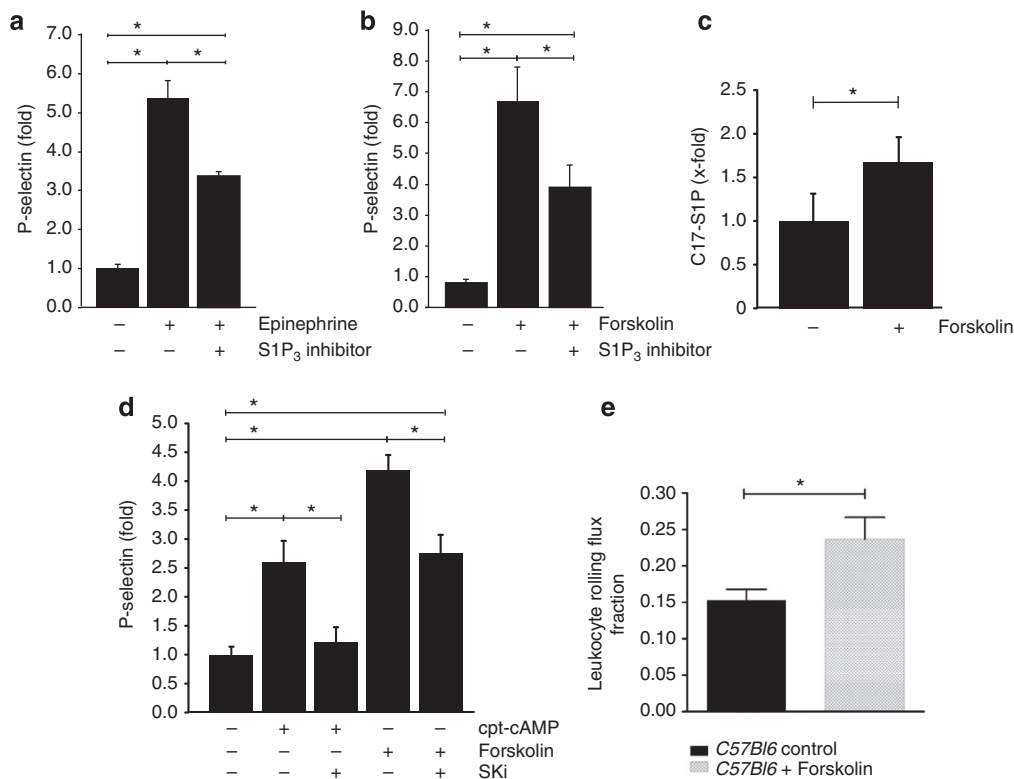 a
*
* *
7.0
6.0
5.0
4.0
3.0
2.0
1.0
0.0
P-selectin (fold)
– + + Epinephrine
– – + S1P3 inhibitor
b
*
* *
9.0
8.0
7.0
6.0
5.0
4.0
3.0
2.0
1.0
0.0
P-selectin (fold)
– + + Forskolin
– – + S1P3 inhibitor
c
*
2.5
2.0
1.5
1.0
0.5
0
C17-S1P (x-fold)
– + Forskolin
d
*
* *
* *
5.0
4.5
4.0
3.5
3.0
2.5
2.0
1.5
1.0
0.5
0.0
P-selectin (fold)
– + + – – cpt-cAMP
– – – + + Forskolin
– – + – + SKi
e
*
0.30
0.25
0.20
0.15
0.10
0.05
0.00
Leukocyte rolling flux
fraction
C57Bl6 control
C57Bl6 + Forskolin